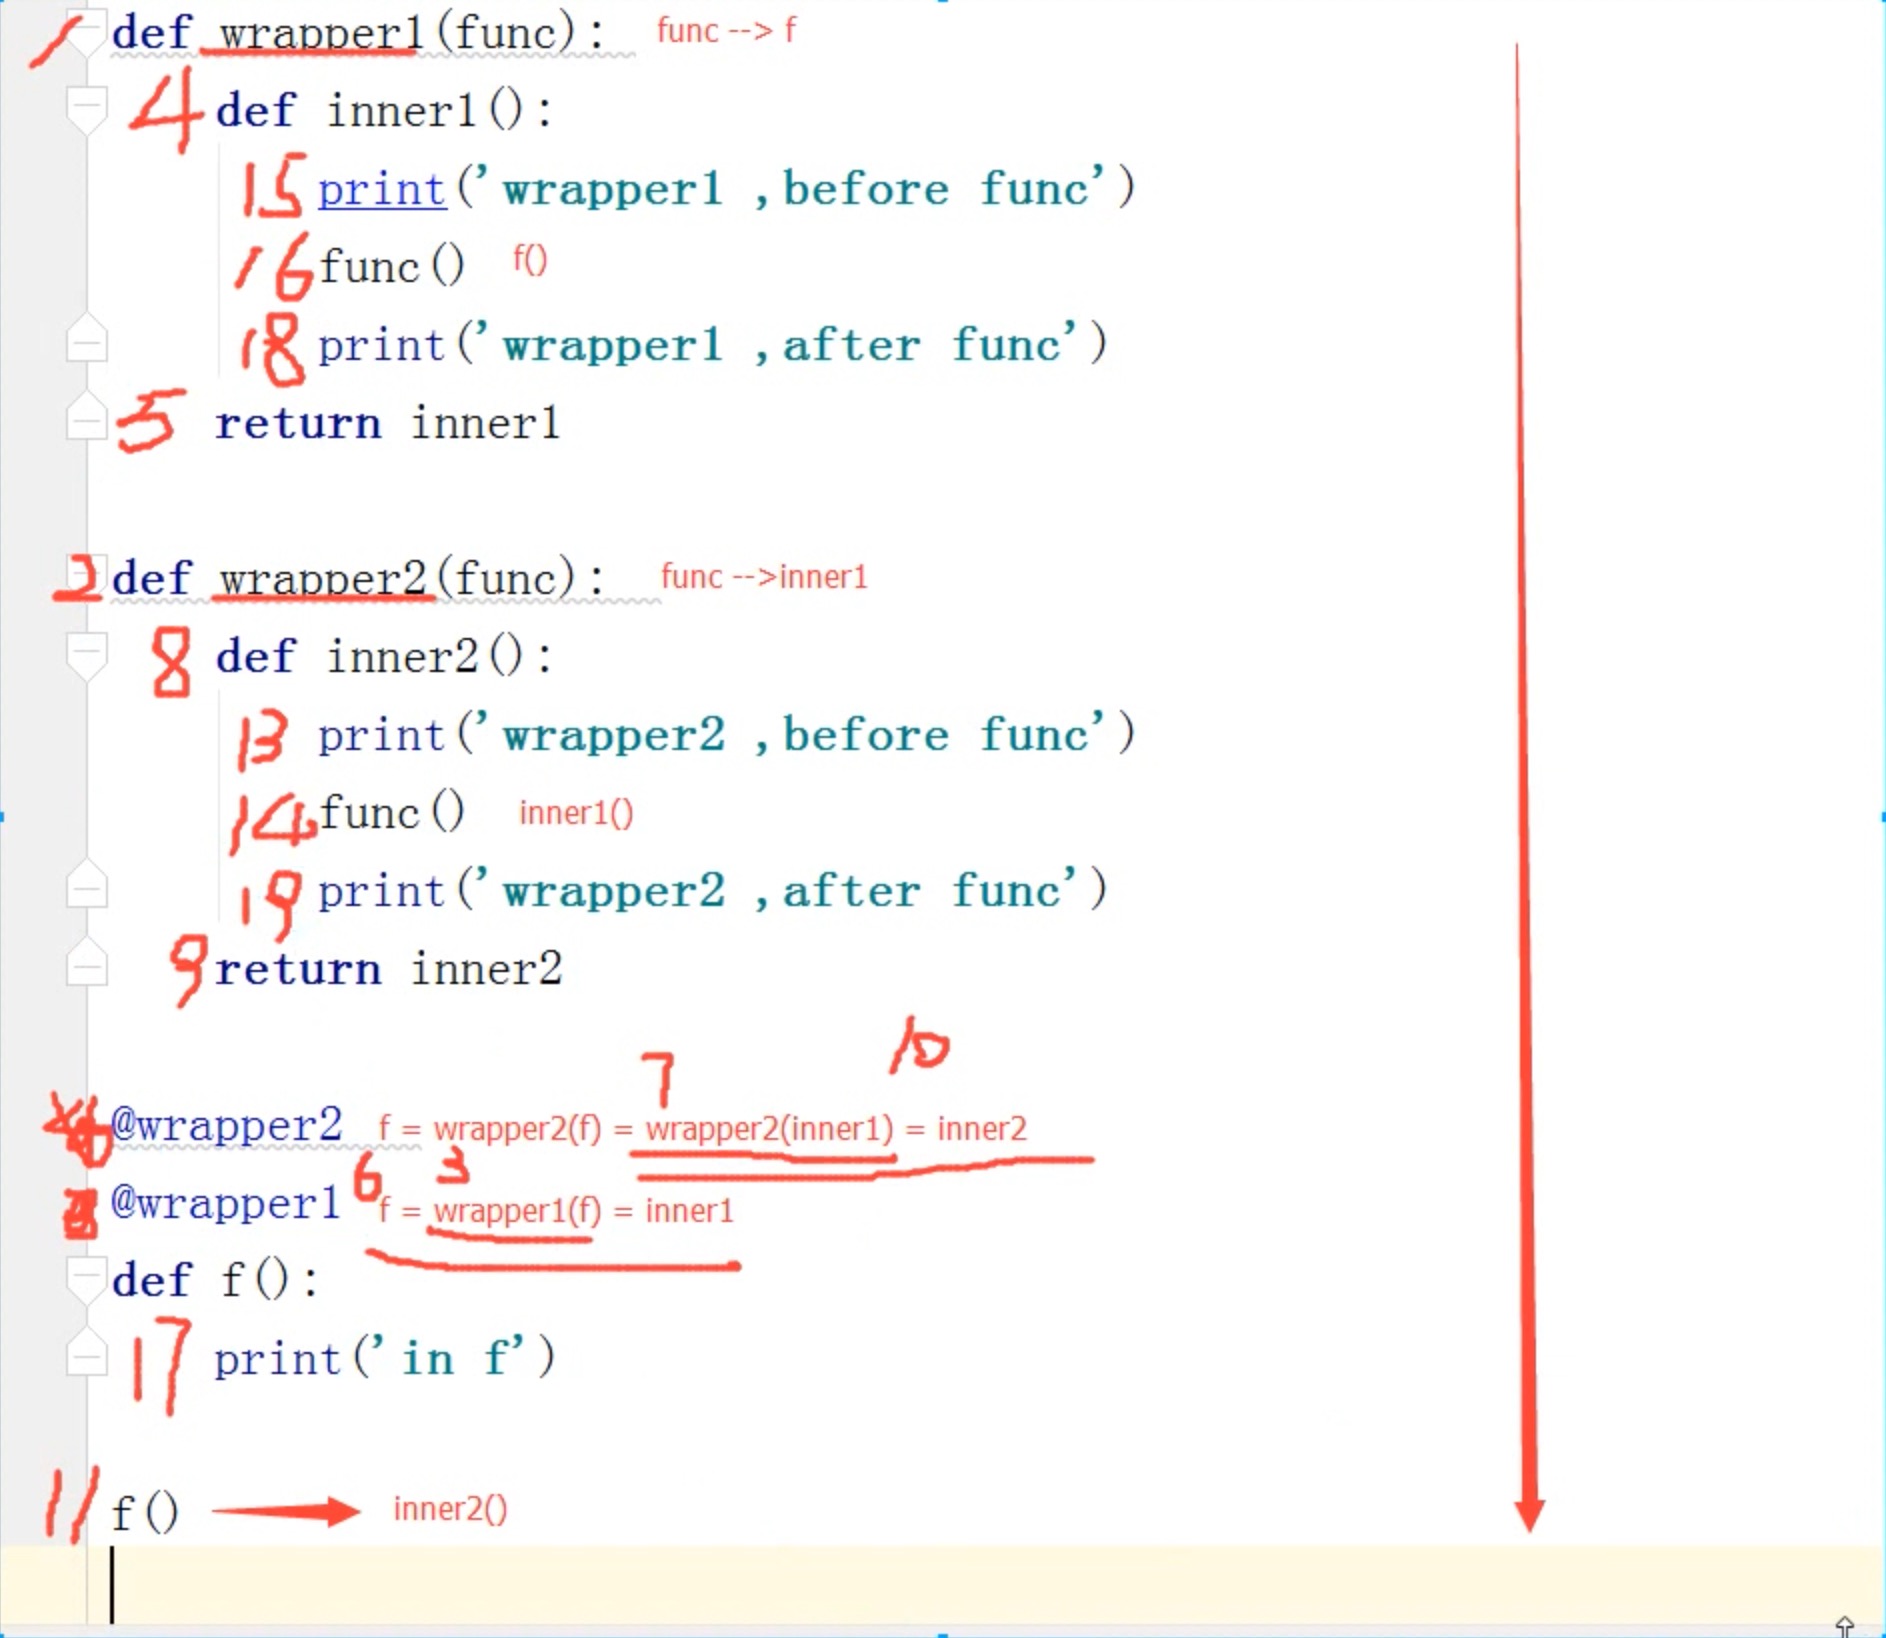 1 def wrapper1(func): func --> f
4 def inner1():
15 print('wrapper1 ,before func')
16 func() f()
18 print('wrapper1 ,after func')
5 return inner1
2 def wrapper2(func): func -->inner1
8 def inner2():
13 print('wrapper2 ,before func')
14 func() inner1()
19 print('wrapper2 ,after func')
9 return inner2
7 10
@wrapper2 f = wrapper2(f) = wrapper2(inner1) = inner2
6 3
@wrapper1 f = wrapper1(f) = inner1
def f():
17 print('in f')
11 f() inner2()